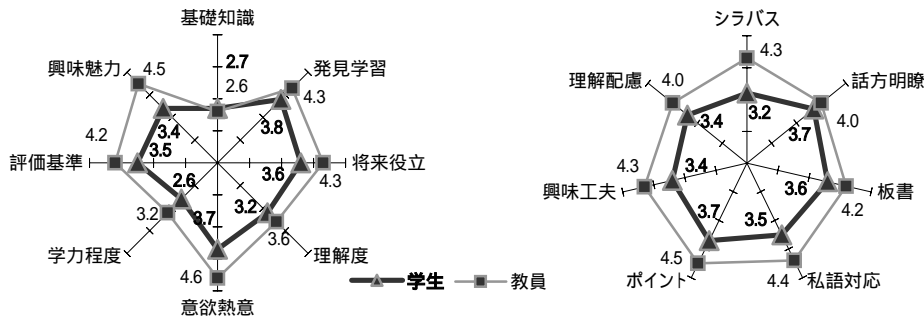 基礎知識
2.7
2.6
発見学習
4.3
3.8
将来役立
4.3
3.6
理解度
3.6
3.2
意欲熱意
4.6
3.7
学力程度
3.2
2.6
評価基準
4.2
3.5
興味魅力
4.5
3.4
学生
教員
シラバス
4.3
3.2
話方明瞭
4.0
3.7
板書
4.2
3.6
私語対応
4.4
3.5
ポイント
4.5
3.7
興味工夫
4.3
3.4
理解配慮
4.0
3.4